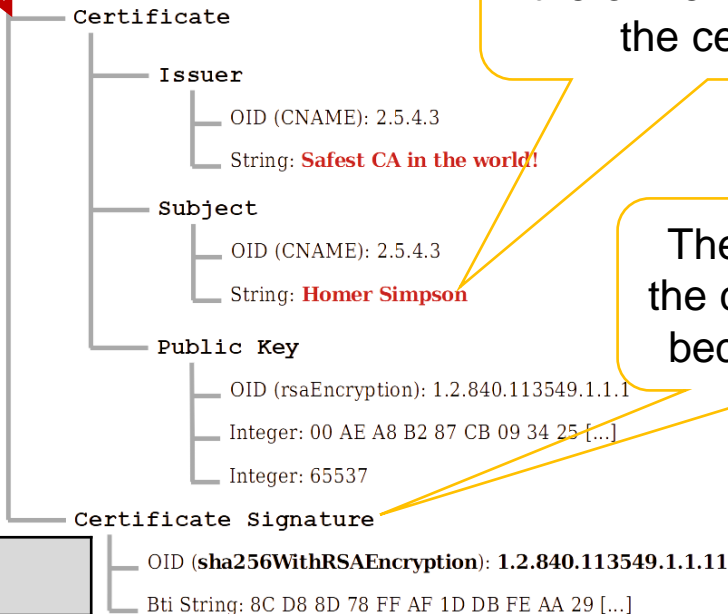 the ce
Certificate
Issuer
OID (CNAME): 2.5.4.3
String: Safest CA in the world!
Subject
OID (CNAME): 2.5.4.3
The
String: Homer Simpson
the c
bec
Public Key
OID (rsaEncryption): 1.2.840.113549.1.1.1
Integer: 00 AE A8 B2 87 CB 09 34 25 [...]
Integer: 65537
Certificate Signature
OID (sha256WithRSAEncryption): 1.2.840.113549.1.1.11
Bti String: 8C D8 8D 78 FF AF 1D DB FE AA 29 [...]